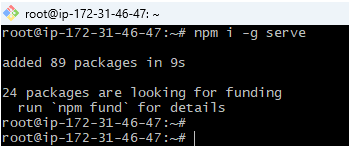 root@ip-172-31-46-47: ~
root@ip-172-31-46-47:~# npm i -g serve
added 89 packages in 9s
24 packages are looking for funding
run `npm fund` for details
root@ip-172-31-46-47:~#
root@ip-172-31-46-47:~#